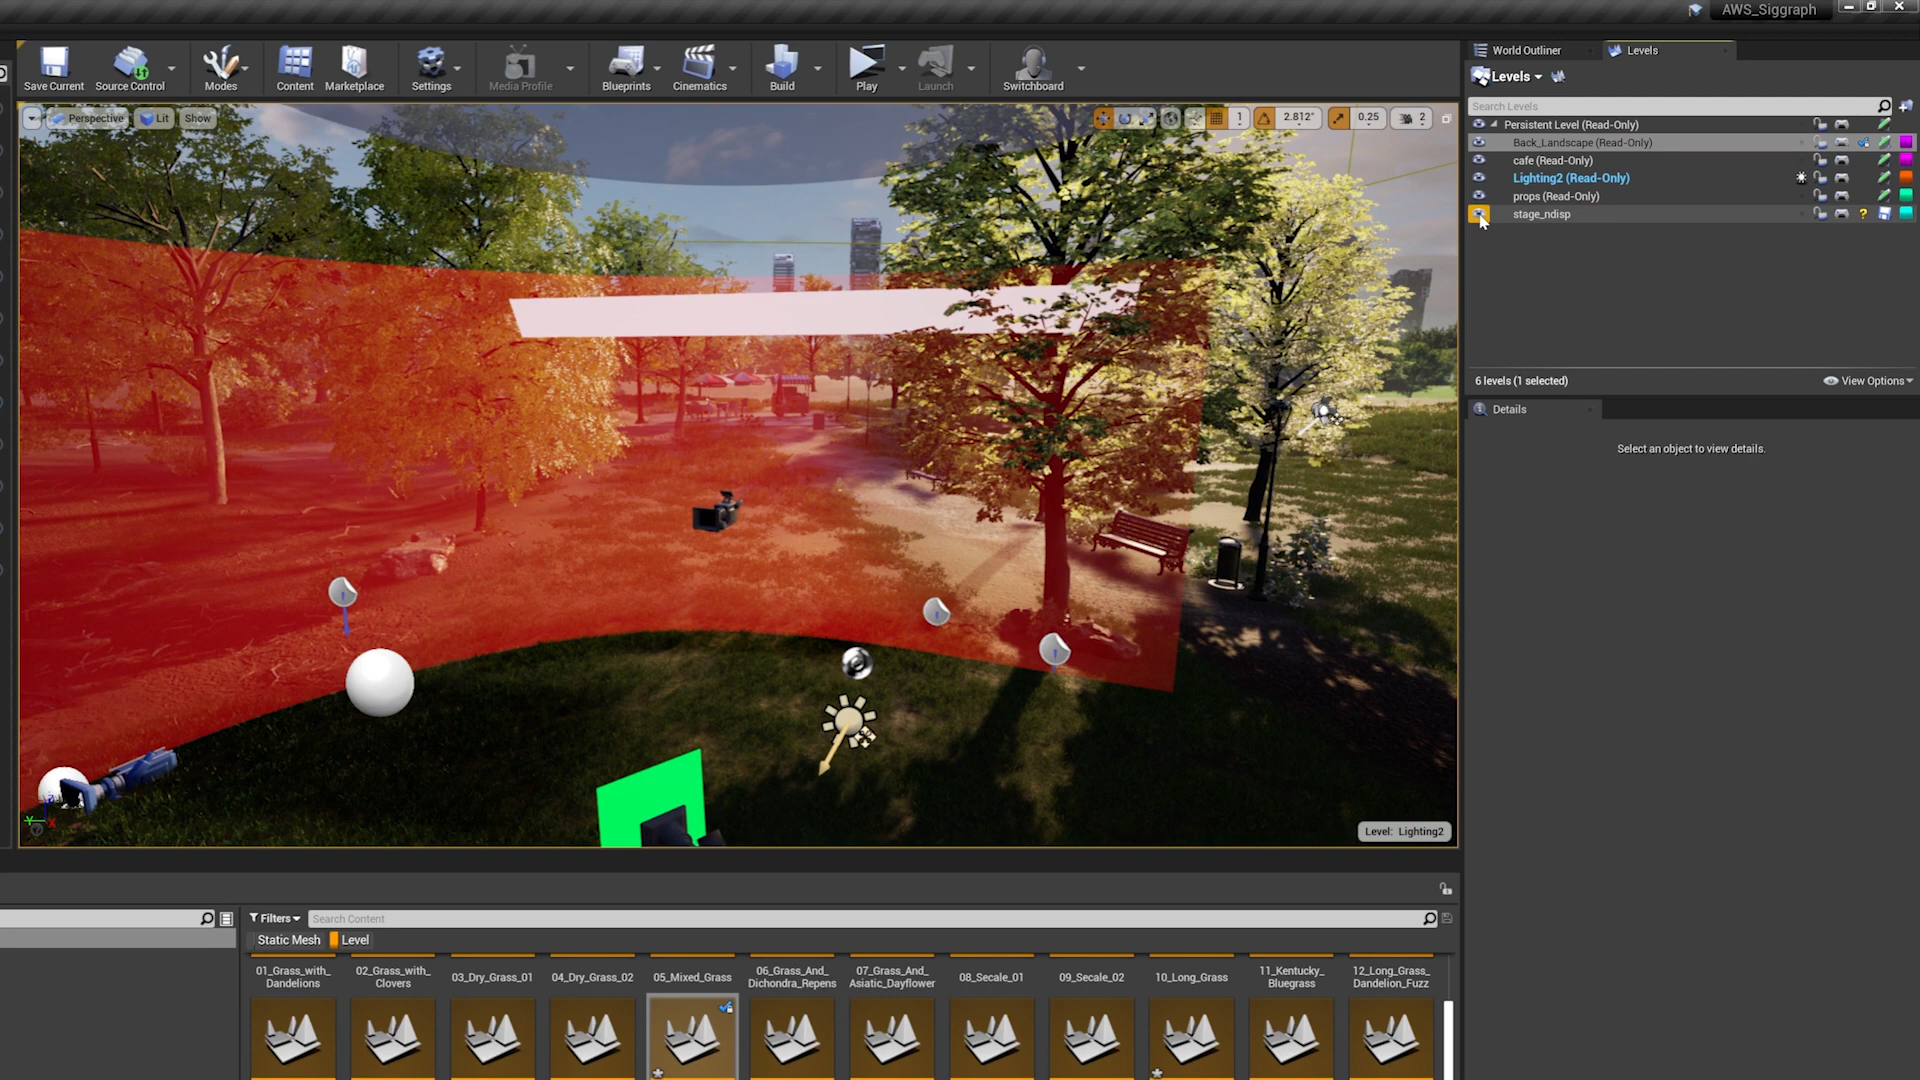 AWS_Siggraph
Save Current
Source Control
Modes
Content
Marketplace
Settings
Media Profile
Blueprints
Cinematics
Build
Play
Launch
Switchboard
World Outliner
Levels
Levels
Search Levels
Persistent Level (Read-Only)
Back_Landscape (Read-Only)
cafe (Read-Only)
Lighting2 (Read-Only)
props (Read-Only)
stage_ndisp
?
6 levels (1 selected)
View Options
Details
Select an object to view details.
Perspective
Lit
Show
1
2.812°
0.25
2
Level: Lighting2
Filters
Search Content
Static Mesh
Level
01_Grass_with_
Dandelions
02_Grass_with_
Clovers
03_Dry_Grass_01
04_Dry_Grass_02
05_Mixed_Grass
06_Grass_And_
Dichondra_Repens
07_Grass_And_
Asiatic_Dayflower
08_Secale_01
09_Secale_02
10_Long_Grass
11_Kentucky_
Bluegrass
12_Long_Grass_
Dandelion_Fuzz